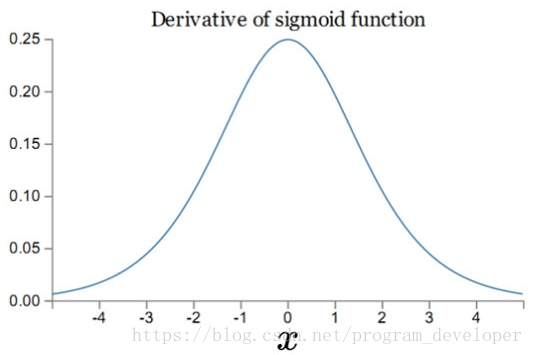 Derivative of sigmoid function
0.25
0.20
0.15
0.10
0.05
0.00
-4 -3 -2 -1 0 1 2 3 4
https://blog.csdn.net/program_developer
x